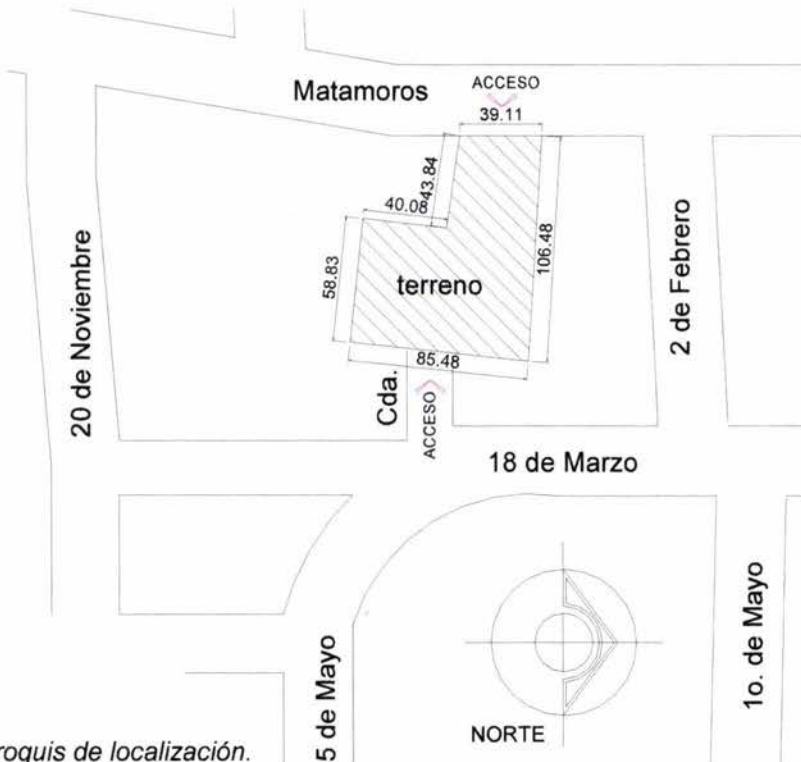 Matamoros
ACCESO
39.11
43.84
40.08
106.48
58.83
terreno
85.48
20 de Noviembre
2 de Febrero
Cda.
ACCESO
18 de Marzo
5 de Mayo
1o. de Mayo
NORTE
roquis de localización.